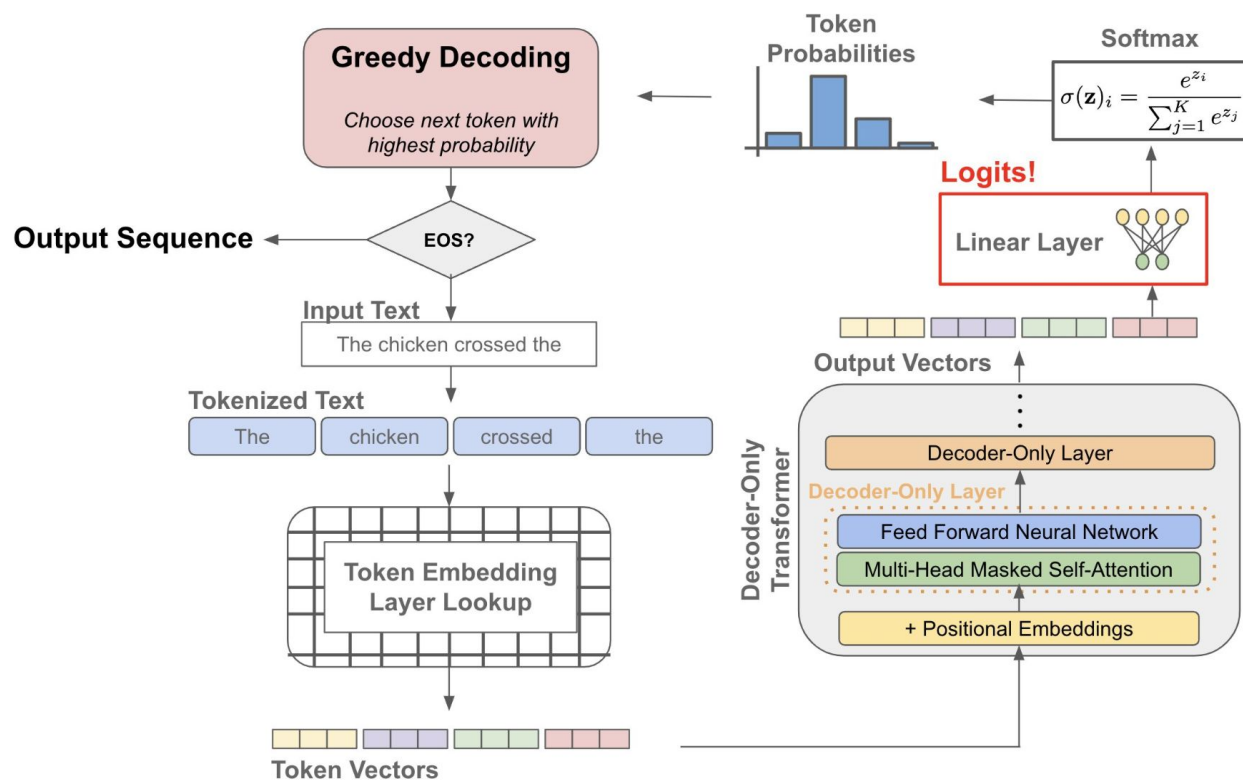 Greedy Decoding
Choose next token with
highest probability
EOS?
Output Sequence
Input Text
The chicken crossed the
Tokenized Text
The
chicken
crossed
the
Token Embedding
Layer Lookup
Token Vectors
Decoder-Only
Transformer
+ Positional Embeddings
Multi-Head Masked Self-Attention
Feed Forward Neural Network
Decoder-Only Layer
Decoder-Only Layer
Output Vectors
Linear Layer
Logits!
Softmax
σ(𝐳)ᵢ = e^{z_i} / ∑_{j=1}^{K} e^{z_j}
Token
Probabilities